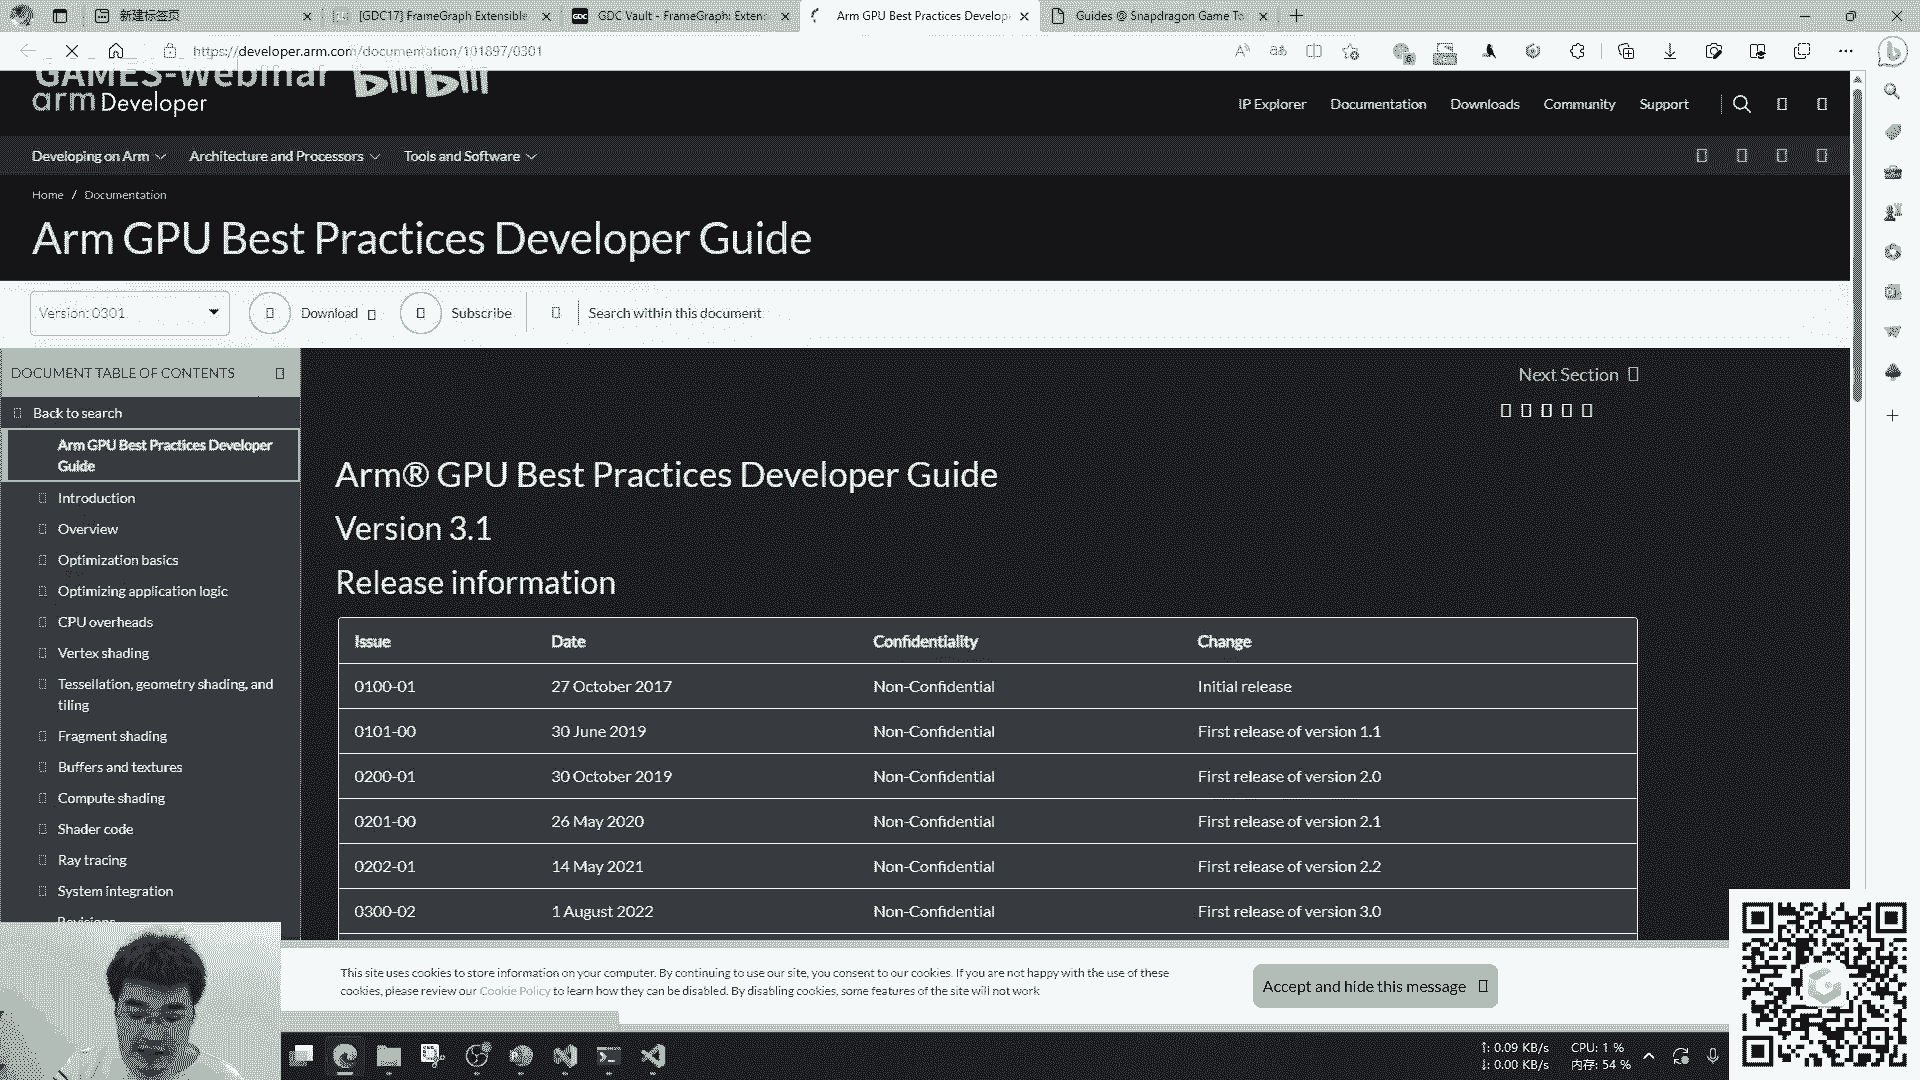 新建标签页
[GDC17] FrameGraph Extensible
GDC Vault - FrameGraph: Exten
Arm GPU Best Practices Develop
Guides @ Snapdragon Game To
https://developer.arm.com/documentation/101897/0301
GAMES-Webinar bilibili
arm Developer
IP Explorer Documentation Downloads Community Support
Developing on Arm Architecture and Processors Tools and Software
Home / Documentation
Arm GPU Best Practices Developer Guide
Version: 0301 Download Subscribe Search within this document
DOCUMENT TABLE OF CONTENTS
Back to search
Arm GPU Best Practices Developer
Guide
Introduction
Overview
Optimization basics
Optimizing application logic
CPU overheads
Vertex shading
Tessellation, geometry shading, and
tiling
Fragment shading
Buffers and textures
Compute shading
Shader code
Ray tracing
System integration
Revisions
Next Section
Arm® GPU Best Practices Developer Guide
Version 3.1
Release information
Issue Date Confidentiality Change
0100-01 27 October 2017 Non-Confidential Initial release
0101-00 30 June 2019 Non-Confidential First release of version 1.1
0200-01 30 October 2019 Non-Confidential First release of version 2.0
0201-00 26 May 2020 Non-Confidential First release of version 2.1
0202-01 14 May 2021 Non-Confidential First release of version 2.2
0300-02 1 August 2022 Non-Confidential First release of version 3.0
This site uses cookies to store information on your computer. By continuing to use our site, you consent to our cookies. If you are not happy with the use of these
cookies, please review our Cookie Policy to learn how they can be disabled. By disabling cookies, some features of the site will not work
Accept and hide this message
↑: 0.09 KB/s CPU: 1 %
↓: 0.00 KB/s 内存: 54 %